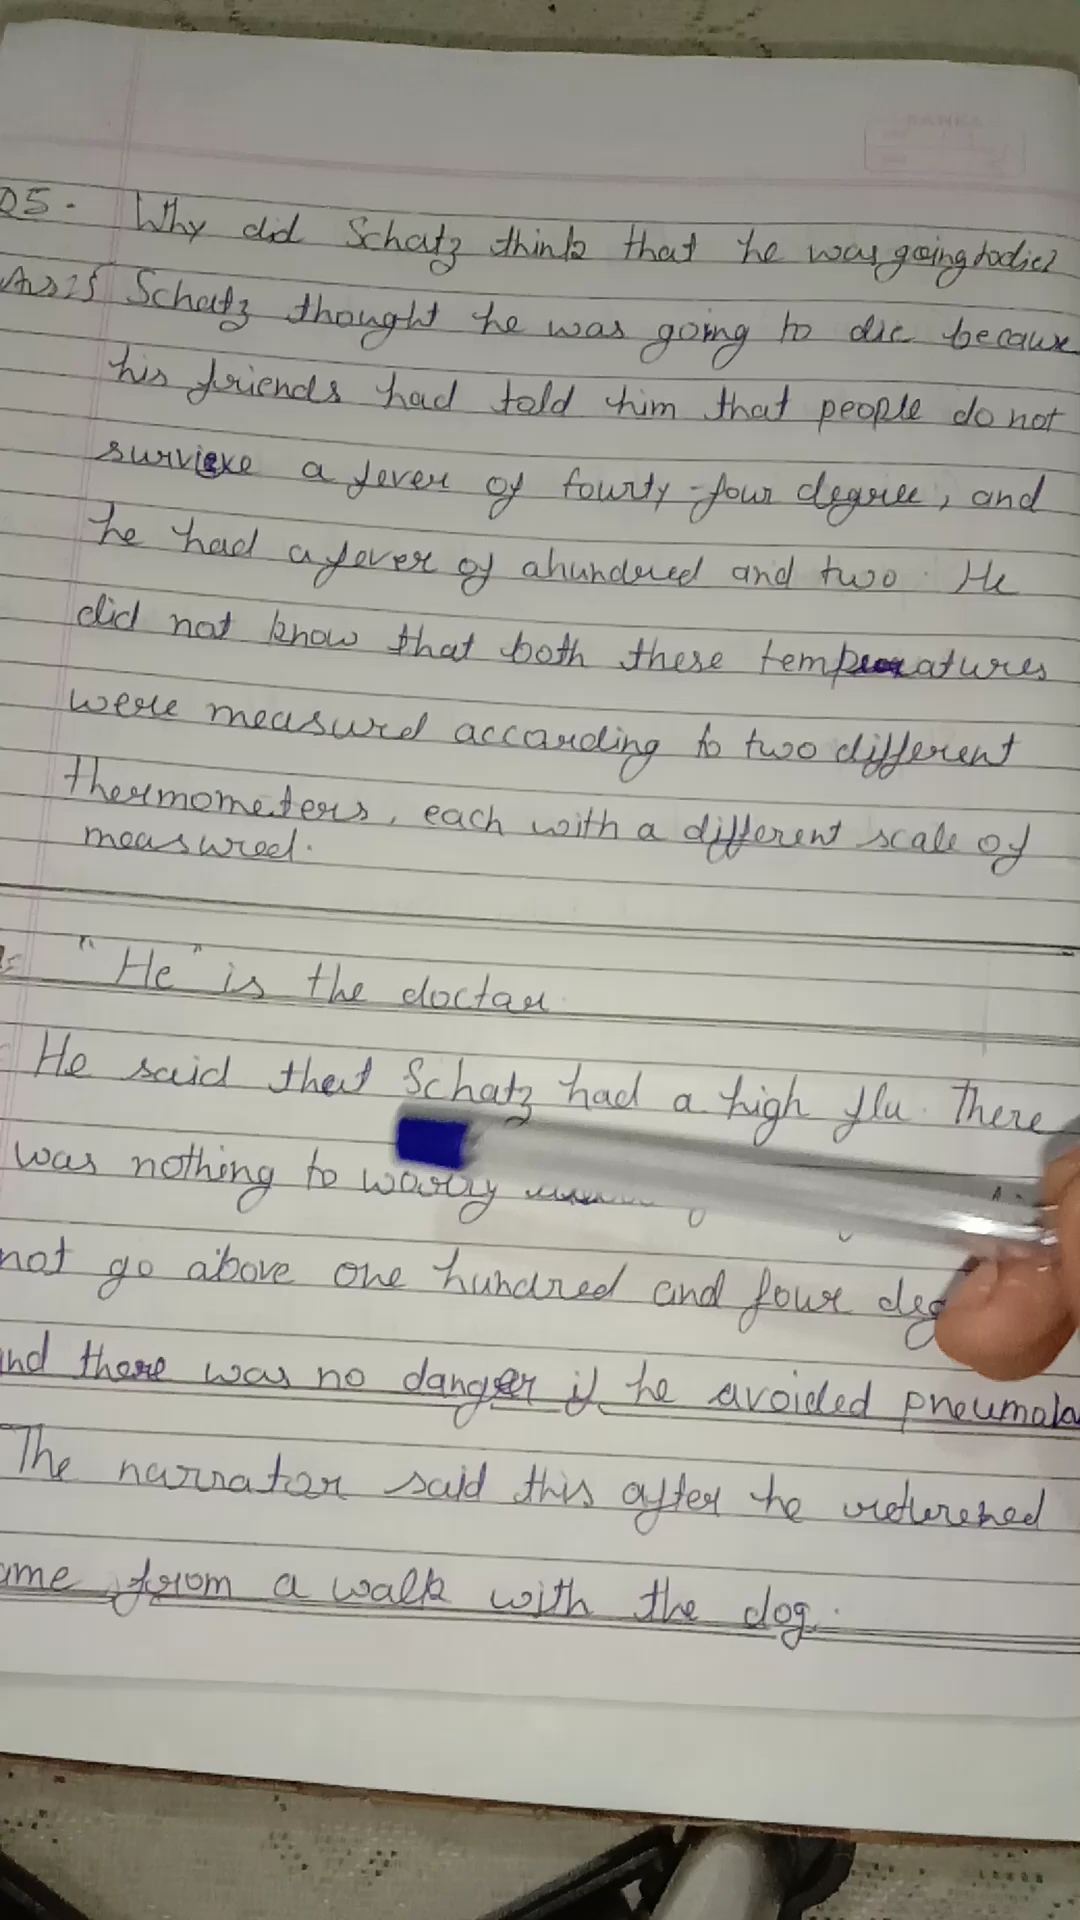 Q5. Why did Schatz think that he was going to die?
Ans:5 Schatz thought he was going to die because
his friends had told him that people do not
survive a fever of fourty-four degree, and
he had a fever of a hundred and two. He
did not know that both these temperatures
were measurd according to two different
thermometers, each with a different scale of
measured.
"He" is the doctor.
He said that Schatz had a high flu. There
was nothing to worry
not go above one hundred and four
and there was no danger if he avoided
The narrator said this after he
from a walk with the dog.